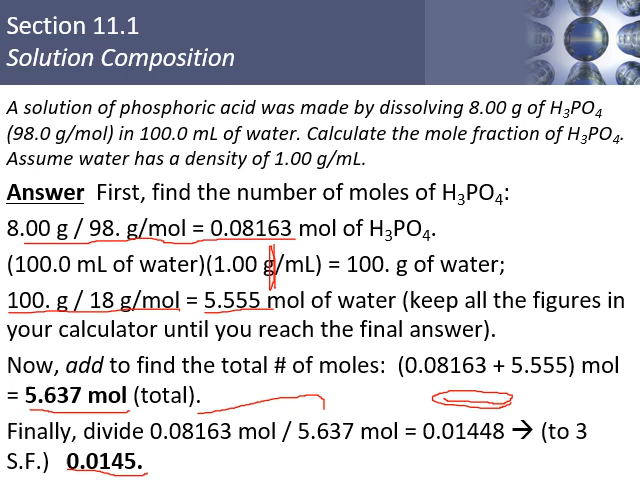 Section 11.1
Solution Composition
A solution of phosphoric acid was made by dissolving 8.00 g of H₃PO₄
(98.0 g/mol) in 100.0 mL of water. Calculate the mole fraction of H₃PO₄.
Assume water has a density of 1.00 g/mL.
Answer First, find the number of moles of H₃PO₄:
8.00 g / 98. g/mol = 0.08163 mol of H₃PO₄.
(100.0 mL of water)(1.00 g/mL) = 100. g of water;
100. g / 18 g/mol = 5.555 mol of water (keep all the figures in
your calculator until you reach the final answer).
Now, add to find the total # of moles: (0.08163 + 5.555) mol
= 5.637 mol (total).
Finally, divide 0.08163 mol / 5.637 mol = 0.01448 → (to 3
S.F.) 0.0145.